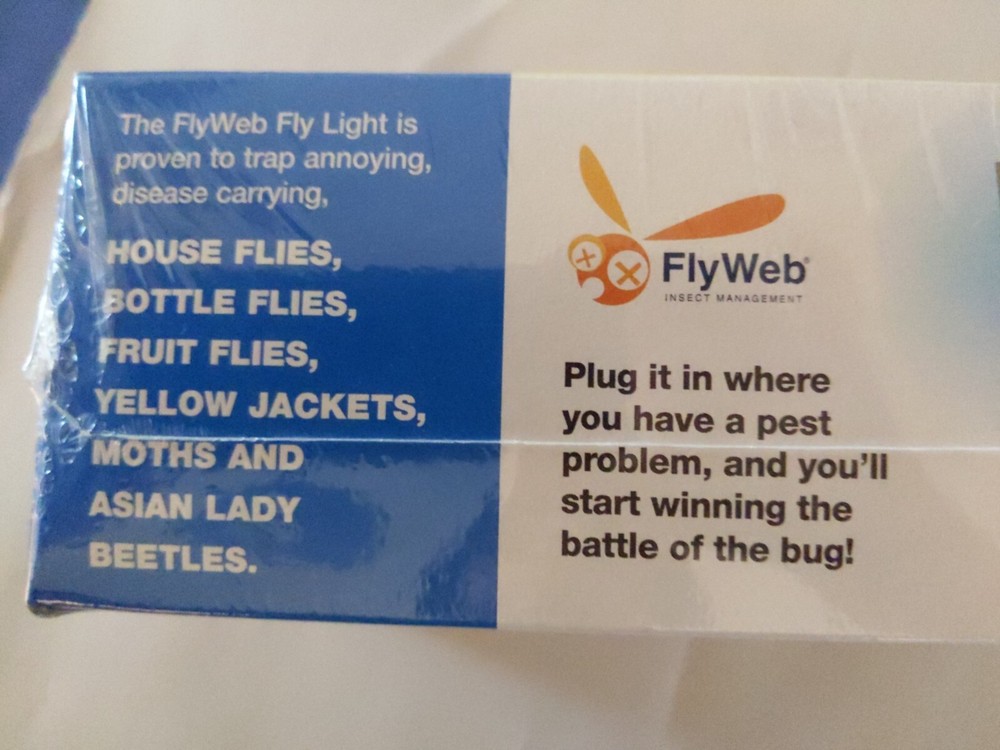 The FlyWeb Fly Light is
proven to trap annoying,
disease carrying,
HOUSE FLIES,
BOTTLE FLIES,
FRUIT FLIES,
YELLOW JACKETS,
MOTHS AND
ASIAN LADY
BEETLES.
FlyWeb®
INSECT MANAGEMENT
Plug it in where
you have a pest
problem, and you'll
start winning the
battle of the bug!